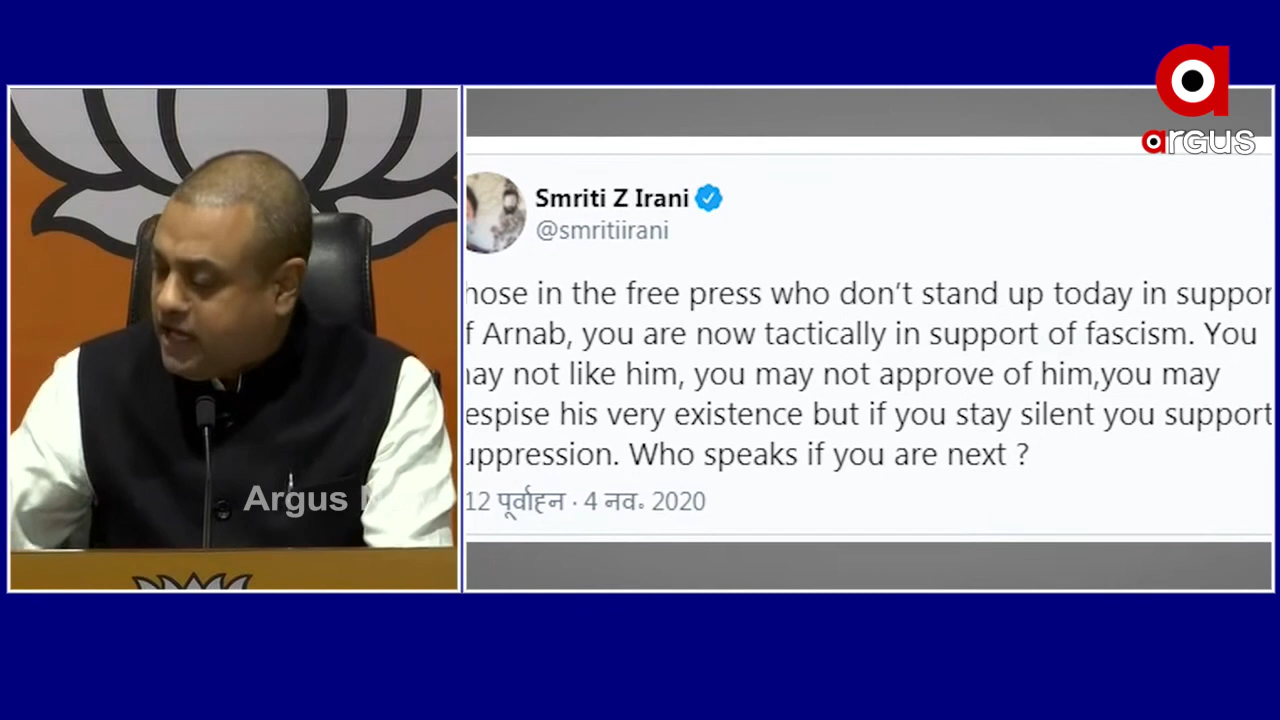 argus
Smriti Z Irani
@smritiirani
hose in the free press who don't stand up today in suppor
f Arnab, you are now tactically in support of fascism. You
ay not like him, you may not approve of him,you may
espise his very existence but if you stay silent you support
uppression. Who speaks if you are next ?
12 पूर्वाह्न · 4 नव॰ 2020
Argus